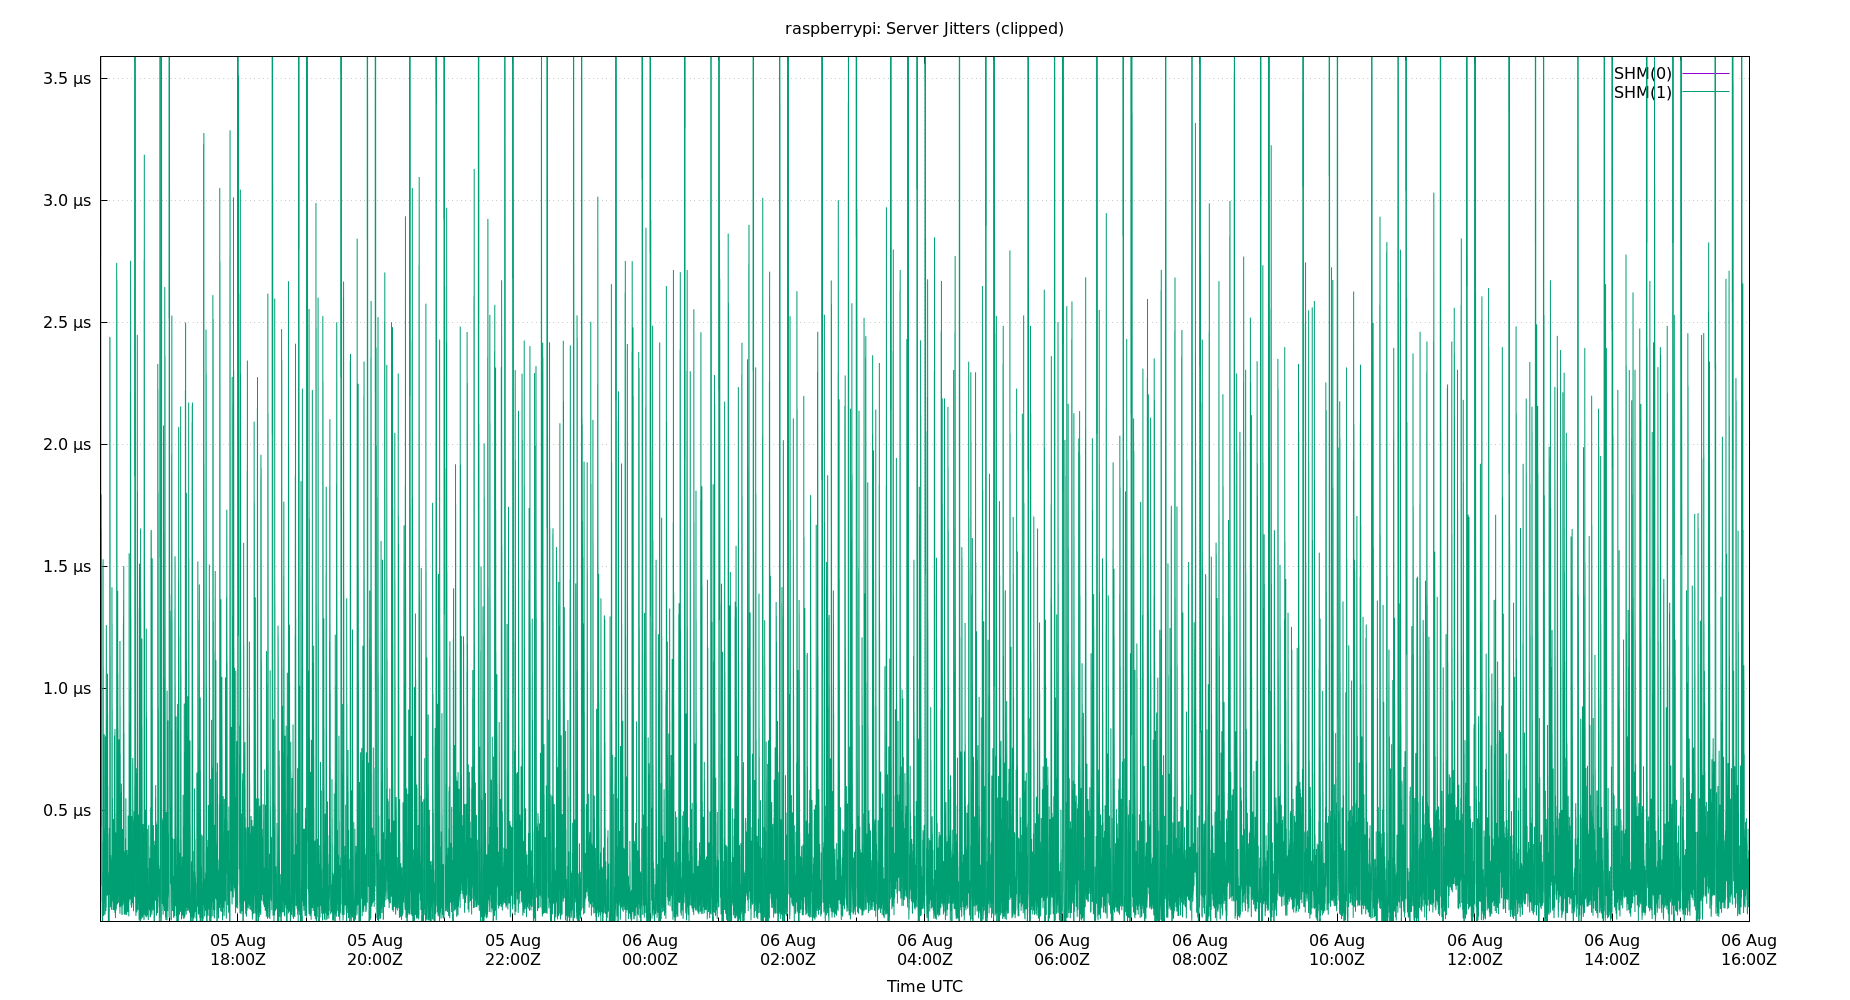 raspberrypi: Server Jitters (clipped)
3.5 µs
3.0 µs
2.5 µs
2.0 µs
1.5 µs
1.0 µs
0.5 µs
SHM(0)
SHM(1)
05 Aug 05 Aug 05 Aug 06 Aug 06 Aug 06 Aug 06 Aug 06 Aug 06 Aug 06 Aug 06 Aug 06 Aug
18:00Z 20:00Z 22:00Z 00:00Z 02:00Z 04:00Z 06:00Z 08:00Z 10:00Z 12:00Z 14:00Z 16:00Z
Time UTC